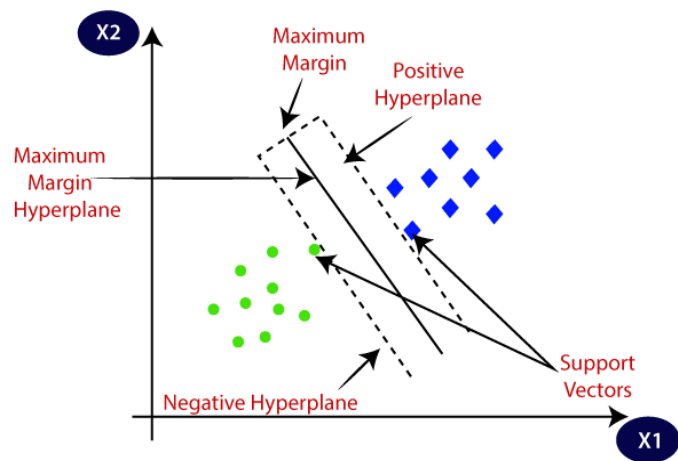 X2
Maximum
Margin
Positive
Hyperplane
Maximum
Margin
Hyperplane
Support
Vectors
Negative Hyperplane
X1